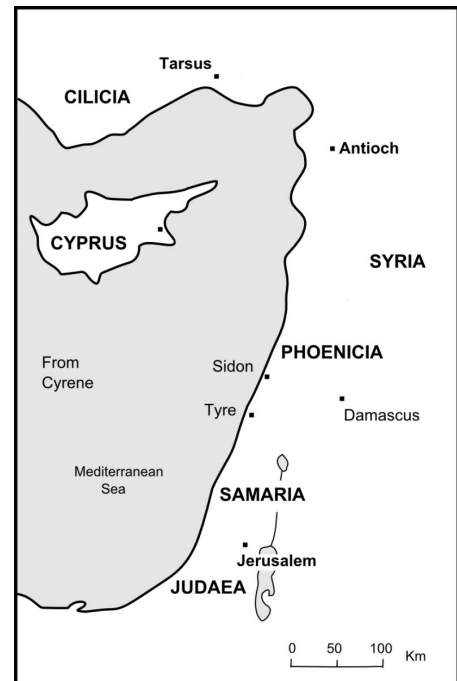 Tarsus
CILICIA
Antioch
CYPRUS
SYRIA
From
Cyrene
PHOENICIA
Sidon
Tyre
Damascus
Mediterranean
Sea
SAMARIA
Jerusalem
JUDAEA
0 50 100 Km